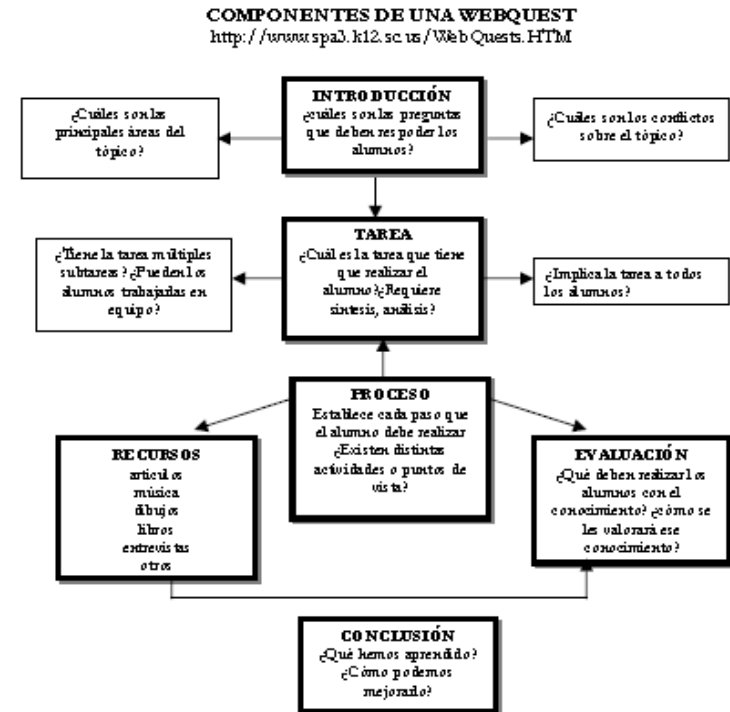 COMPONENTES DE UNA WEBQUEST
http://www.spa3.k12.sc.us/WebQuests.HTM
INTRODUCCIÓN
¿cuáles son las preguntas
que deben respoder los
alumnos?
¿Cuáles son las
principales áreas del
tópico?
¿Cuáles son los conflictos
sobre el tópico?
TAREA
¿Cuál es la tarea que tiene
que realizar el
alumno?¿Requiere
síntesis, análisis?
¿Tiene la tarea múltiples
subtareas? ¿Pueden los
alumnos trabajarlas en
equipo?
¿Implica la tarea a todos
los alumnos?
PROCESO
Establece cada paso que
el alumno debe realizar
¿Existen distintas
actividades o puntos de
vista?
RECURSOS
artículos
música
dibujos
libros
entrevistas
otros
EVALUACIÓN
¿Qué deben realizar los
alumnos con el
conocimiento? ¿cómo se
les valorará ese
conocimiento?
CONCLUSIÓN
¿Qué hemos aprendido?
¿Cómo podemos
mejorarlo?